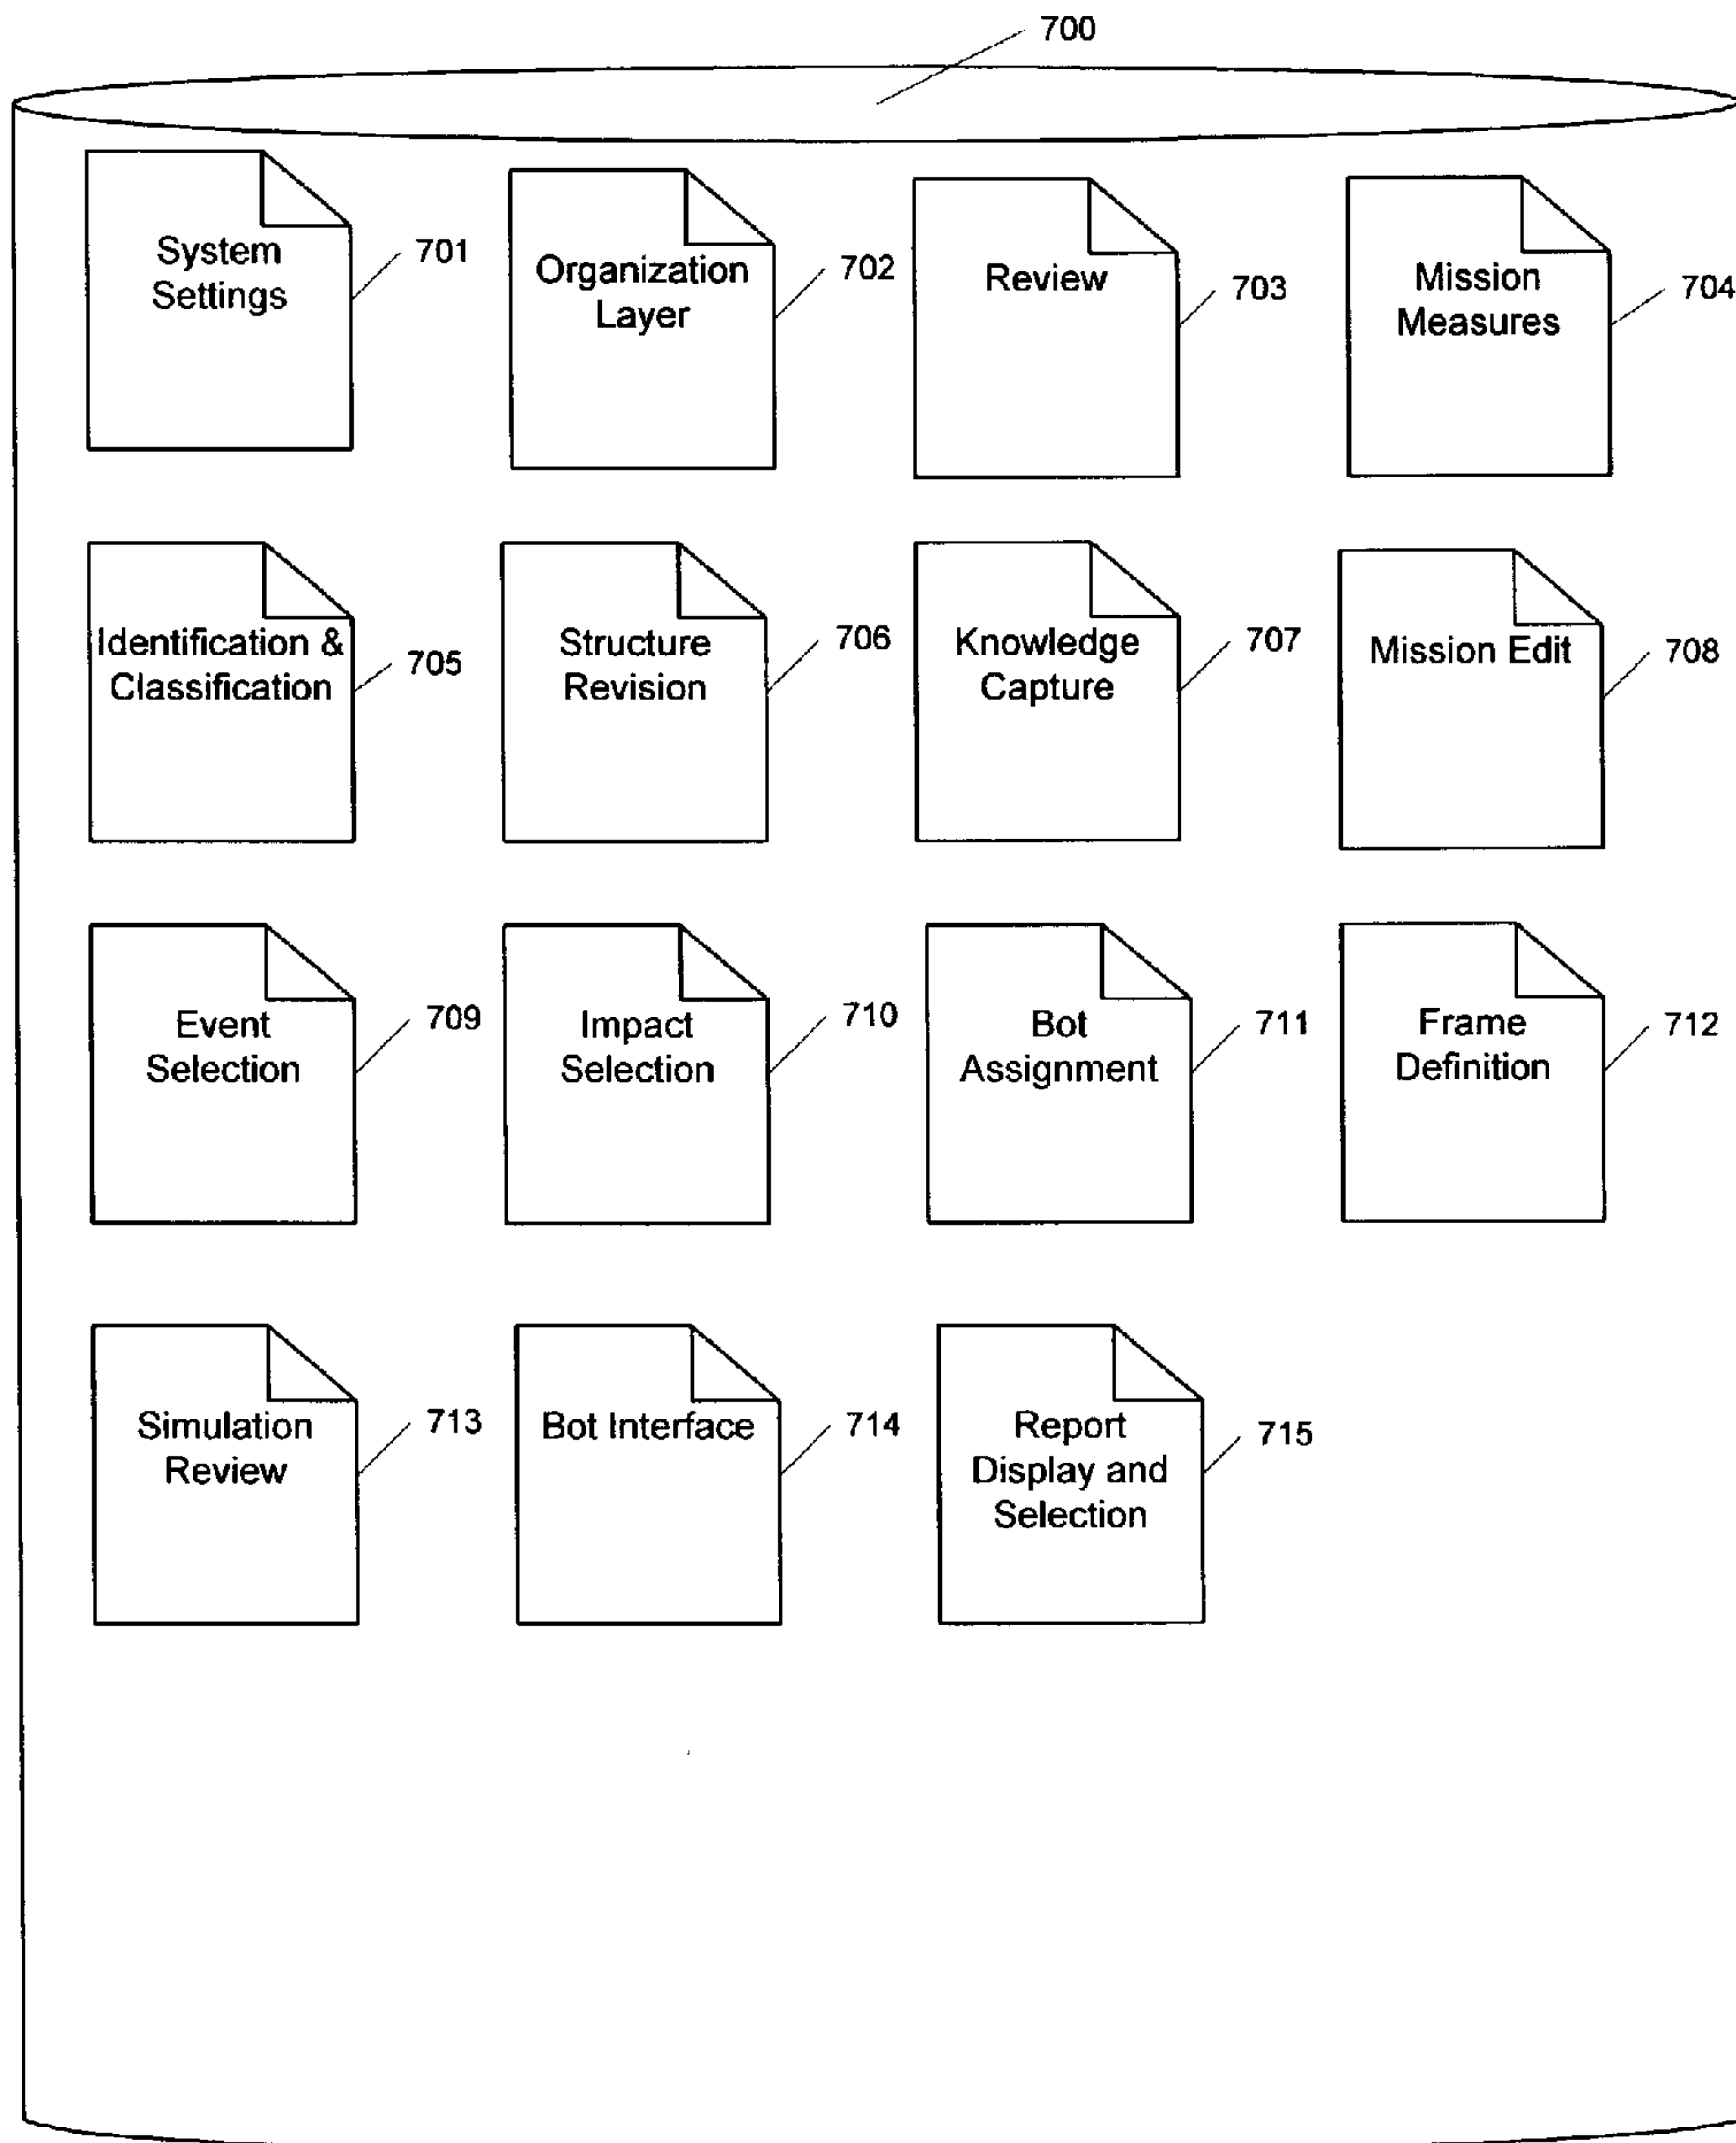 700
System
Settings
701
Organization
Layer
702
Review
703
Mission
Measures
704
Identification &
Classification
705
Structure
Revision
706
Knowledge
Capture
707
Mission Edit
708
Event
Selection
709
Impact
Selection
710
Bot
Assignment
711
Frame
Definition
712
Simulation
Review
713
Bot Interface
714
Report
Display and
Selection
715